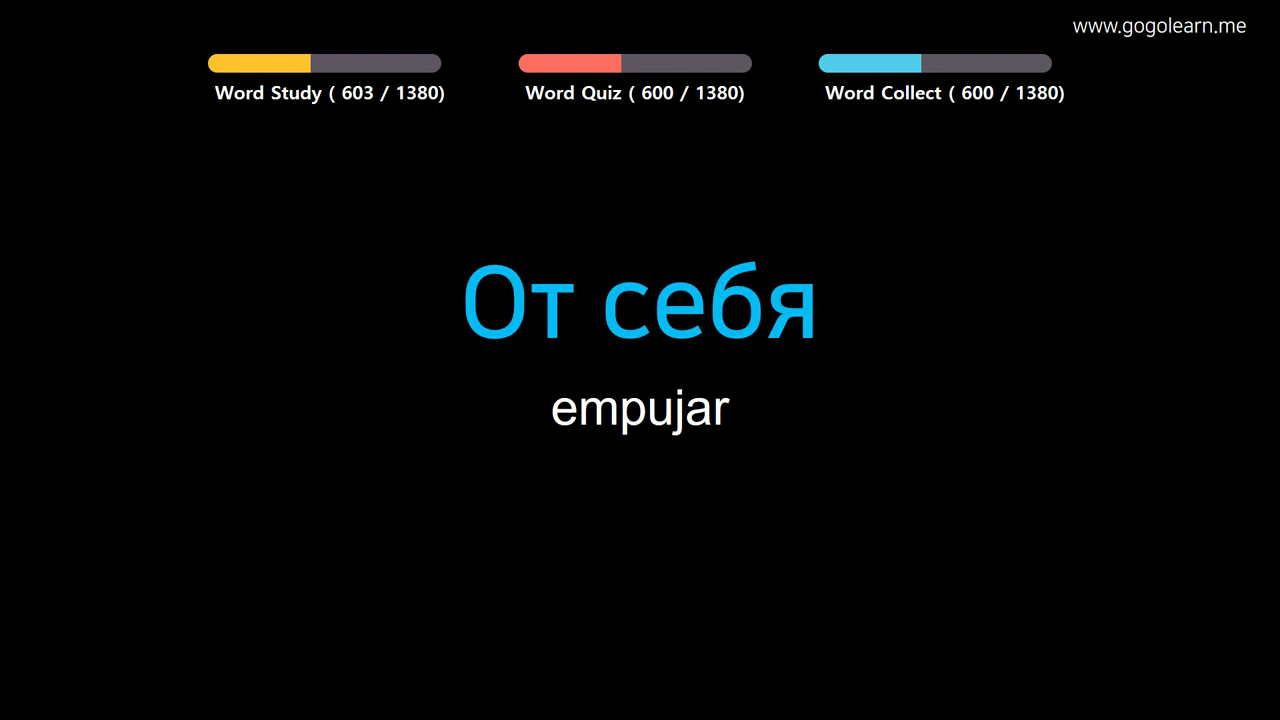 www.gogolearn.me
Word Study ( 603 / 1380)
Word Quiz ( 600 / 1380)
Word Collect ( 600 / 1380)
От себя
empujar